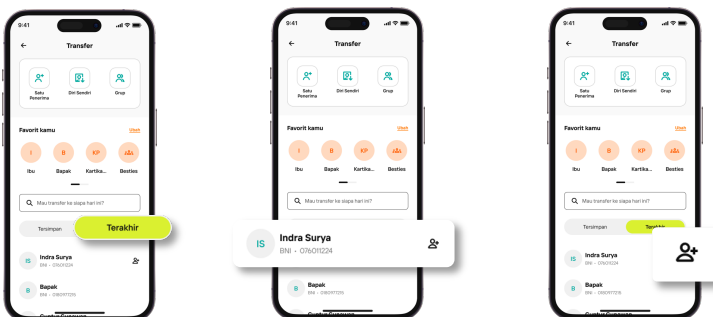 9:41
Transfer
Satu Penerima
Diri Sendiri
Grup
Favorit kamu
Ubah
I
B
KP
Ibu
Bapak
Kartika...
Besties
Mau transfer ke siapa hari ini?
Tersimpan
Terakhir
IS
Indra Surya
BNI • 076011224
B
Bapak
9:41
Transfer
Satu Penerima
Diri Sendiri
Grup
Favorit kamu
Ubah
I
B
KP
Ibu
Bapak
Kartika...
Besties
Mau transfer ke siapa hari ini?
IS
Indra Surya
BNI • 076011224
B
Bapak
9:41
Transfer
Satu Penerima
Diri Sendiri
Grup
Favorit kamu
Ubah
I
B
KP
Ibu
Bapak
Kartika...
Besties
Mau transfer ke siapa hari ini?
Tersimpan
Terakhir
IS
Indra Surya
BNI • 076011224
B
Bapak